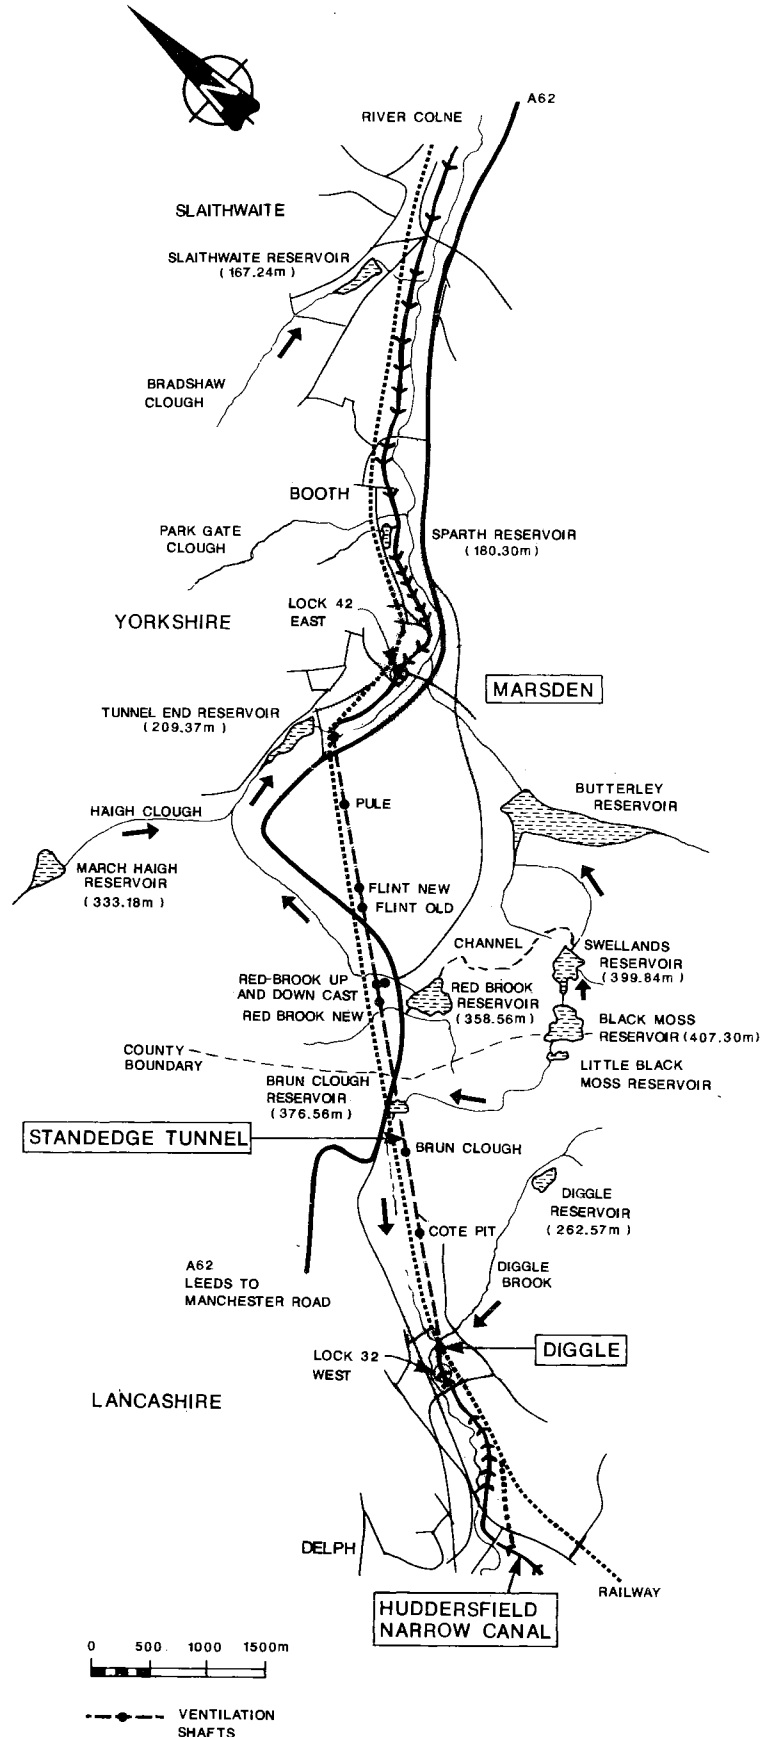 N
A62
RIVER COLNE
SLAITHWAITE
SLAITHWAITE RESERVOIR
(167.24m)
BRADSHAW
CLOUGH
BOOTH
PARK GATE
CLOUGH
SPARTH RESERVOIR
(180.30m)
LOCK 42
EAST
YORKSHIRE
MARSDEN
TUNNEL END RESERVOIR
(209.37m)
BUTTERLEY
RESERVOIR
PULE
HAIGH CLOUGH
MARCH HAIGH
RESERVOIR
(333.18m)
FLINT NEW
FLINT OLD
CHANNEL
SWELLANDS
RESERVOIR
(399.84m)
RED-BROOK UP
AND DOWN CAST
RED BROOK NEW
RED BROOK
RESERVOIR
(358.56m)
BLACK MOSS
RESERVOIR (407.30m)
COUNTY
BOUNDARY
LITTLE BLACK
MOSS RESERVOIR
BRUN CLOUGH
RESERVOIR
(376.56m)
STANDEDGE TUNNEL
BRUN CLOUGH
DIGGLE
RESERVOIR
(262.57m)
COTE PIT
A62
LEEDS TO
MANCHESTER ROAD
DIGGLE
BROOK
LOCK 32
WEST
DIGGLE
LANCASHIRE
DELPH
RAILWAY
HUDDERSFIELD
NARROW CANAL
0 500 1000 1500m
VENTILATION
SHAFTS